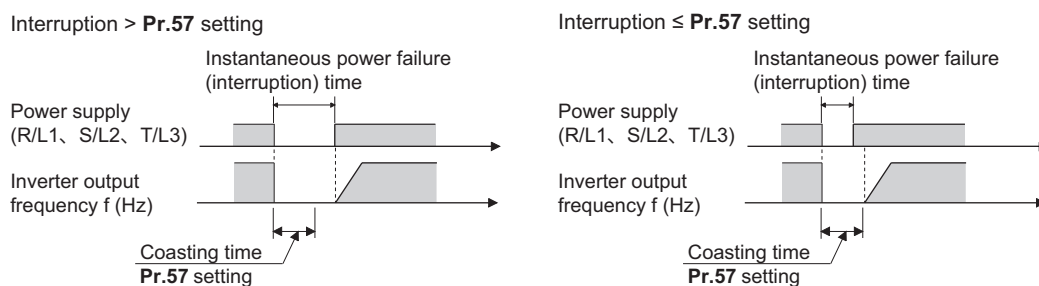 Interruption > Pr.57 setting
Instantaneous power failure
(interruption) time
Power supply
(R/L1、S/L2、T/L3)
Inverter output
frequency f (Hz)
Coasting time
Pr.57 setting
Interruption ≤ Pr.57 setting
Instantaneous power failure
(interruption) time
Power supply
(R/L1、S/L2、T/L3)
Inverter output
frequency f (Hz)
Coasting time
Pr.57 setting